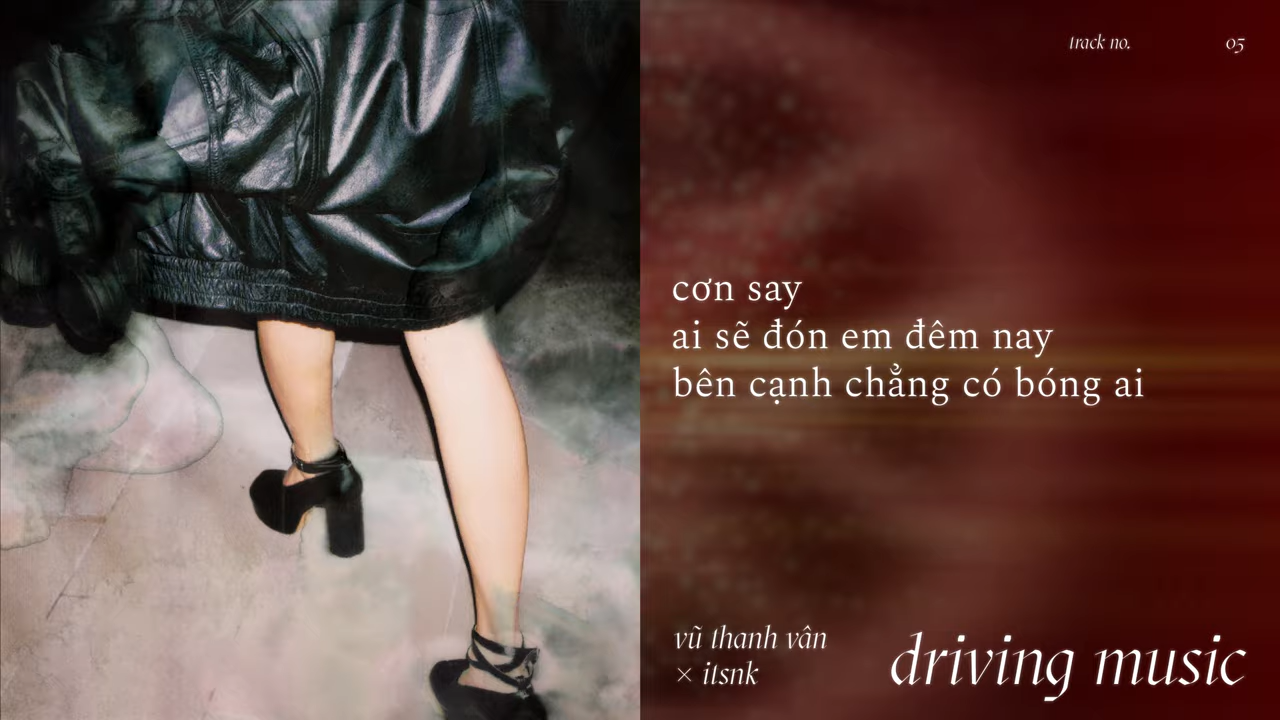 track no. 05
cơn say
ai sẽ đón em đêm nay
bên cạnh chẳng có bóng ai
vũ thanh vân
× itsnk
driving music